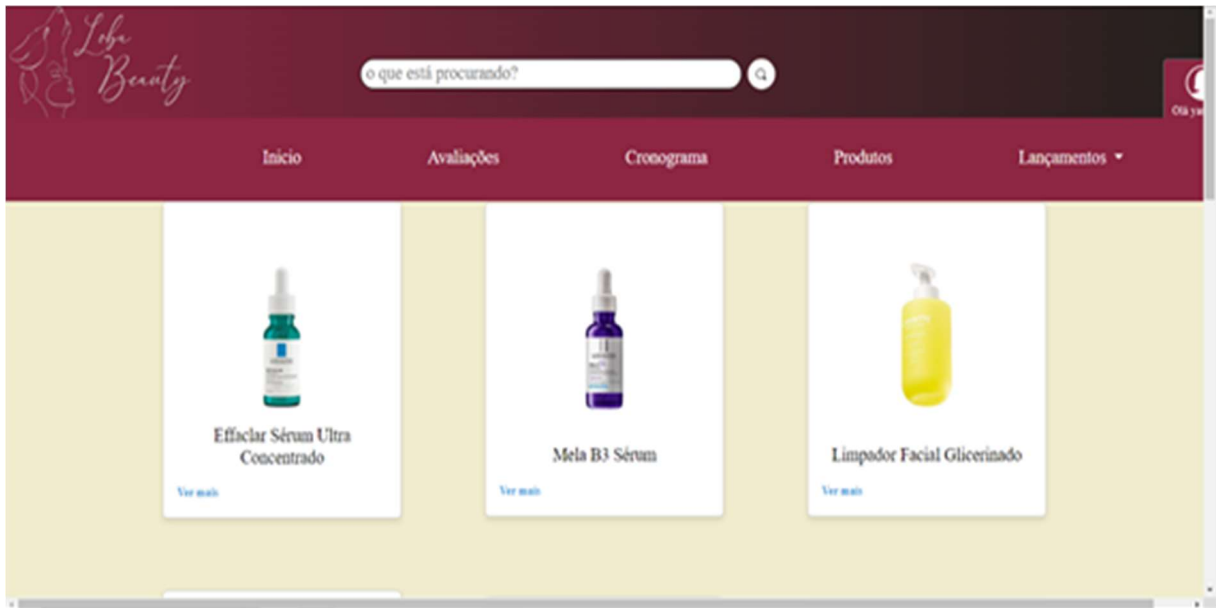 Loba
Beauty
o que está procurando?
Olá
Inicio Avaliações Cronograma Produtos Lançamentos
Effaclar Sérum Ultra
Concentrado
Mela B3 Sérum
Limpador Facial Glicerinado
Ver mais
Ver mais
Ver mais